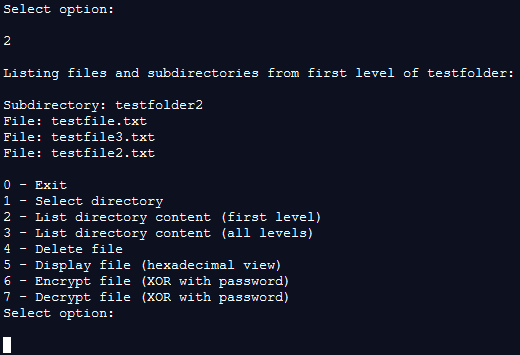 Select option:
2
Listing files and subdirectories from first level of testfolder:
Subdirectory: testfolder2
File: testfile.txt
File: testfile3.txt
File: testfile2.txt
0 - Exit
1 - Select directory
2 - List directory content (first level)
3 - List directory content (all levels)
4 - Delete file
5 - Display file (hexadecimal view)
6 - Encrypt file (XOR with password)
7 - Decrypt file (XOR with password)
Select option: